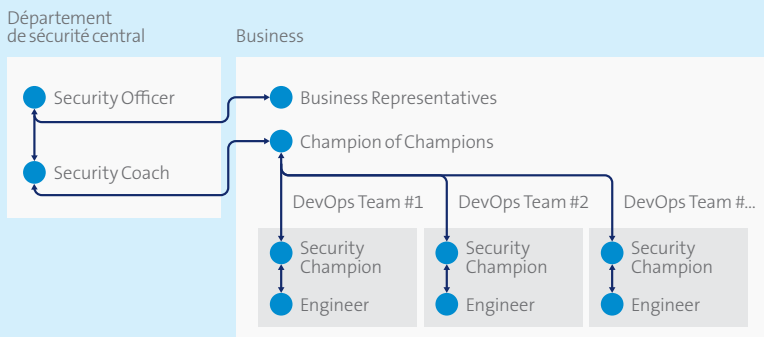 Département
de sécurité central
Business
Security Officer
Business Representatives
Champion of Champions
Security Coach
DevOps Team #1
DevOps Team #2
DevOps Team #...
Security
Champion
Security
Champion
Security
Champion
Engineer
Engineer
Engineer